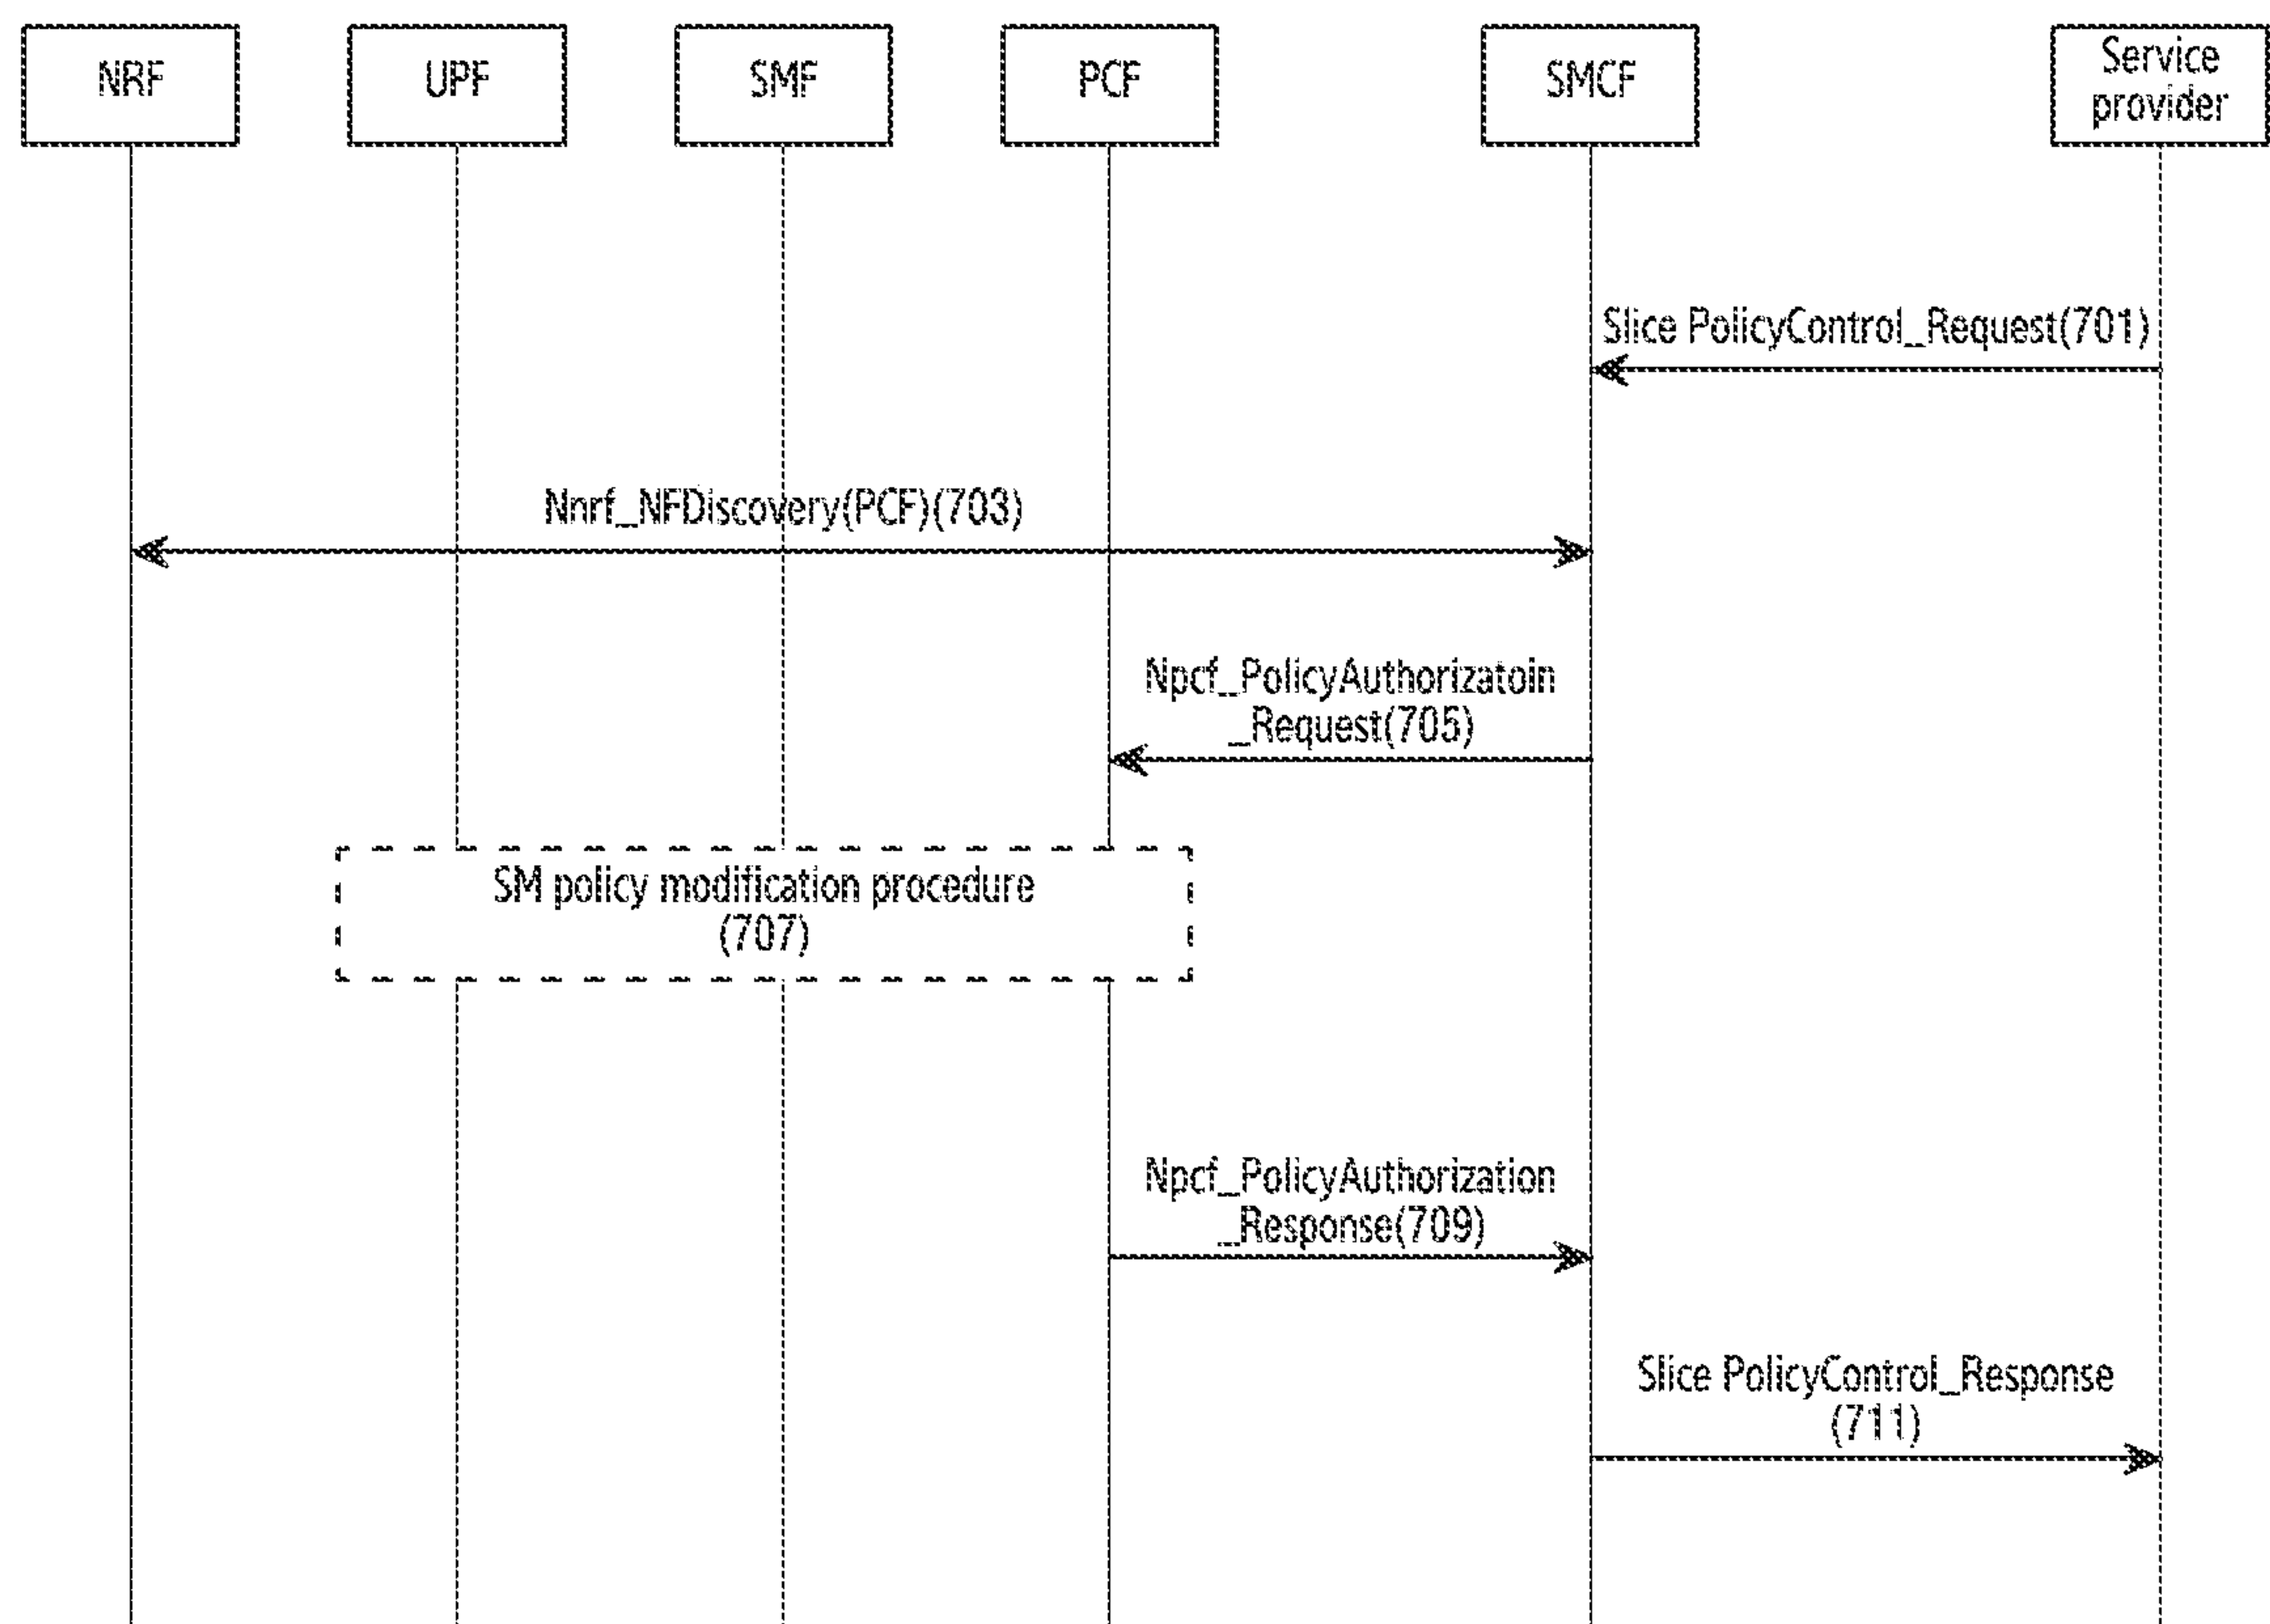 NRF
UPF
SMF
PCF
SMCF
Service
provider
Slice PolicyControl_Request(701)
Nnrf_NFDiscovery(PCF)(703)
Npcf_PolicyAuthorizatoin
_Request(705)
SM policy modification procedure
(707)
Npcf_PolicyAuthorization
_Response(709)
Slice PolicyControl_Response
(711)